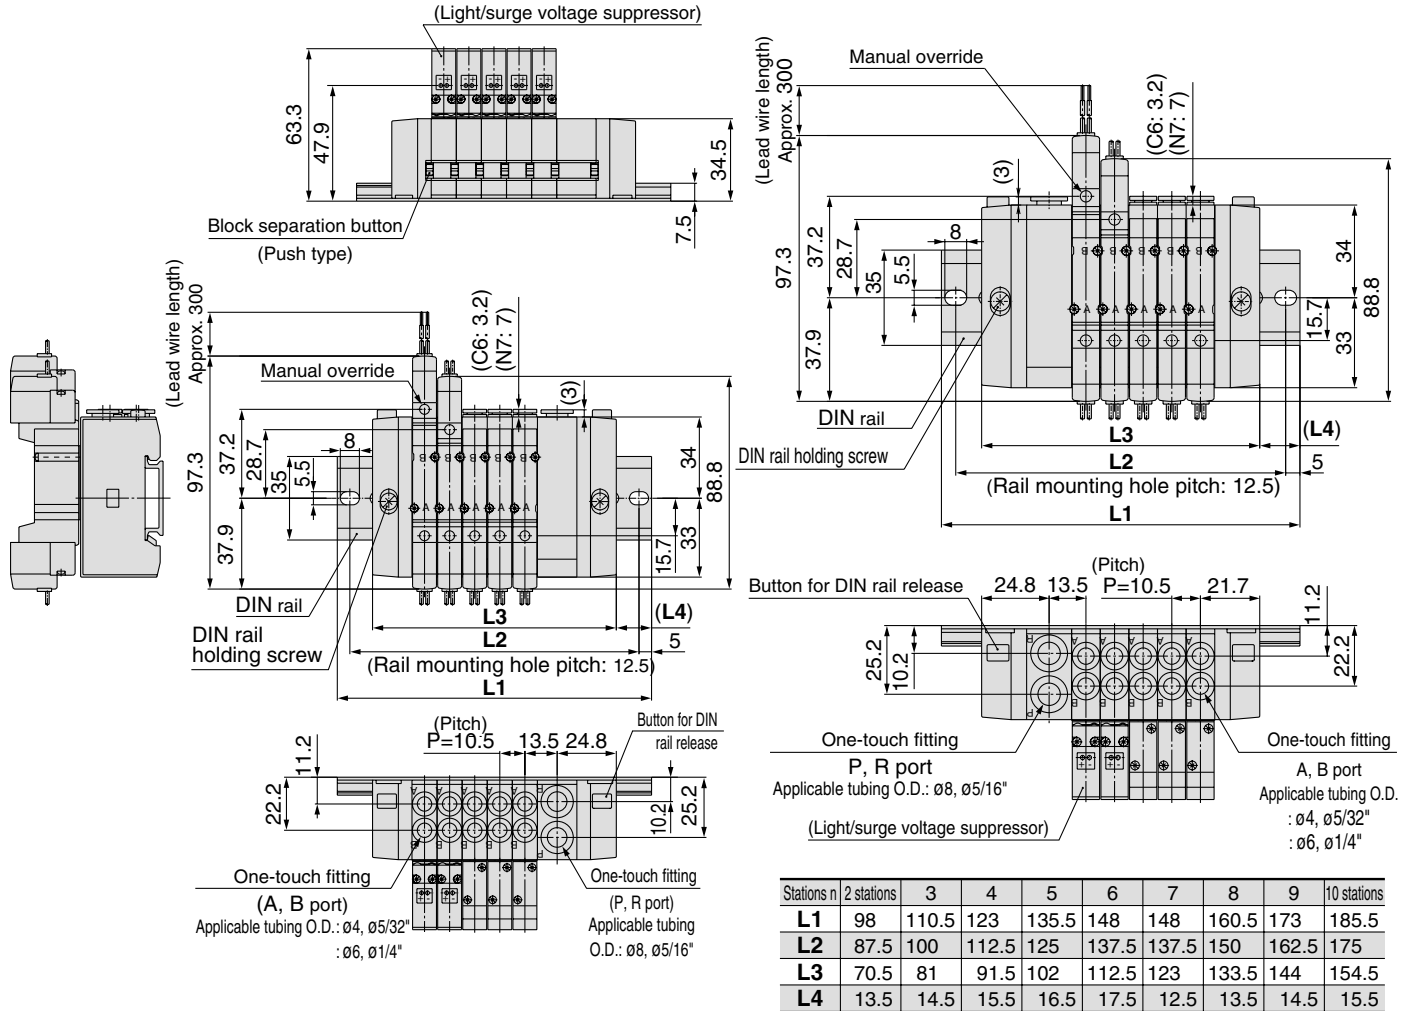 (Light/surge voltage suppressor)
63.3
47.9
34.5
7.5
Block separation button
(Push type)
(Lead wire length)
Approx. 300
(C6: 3.2)
(N7: 7)
Manual override
(3)
97.3
37.2
28.7
35
8
5.5
37.9
34
88.8
15.7
33
DIN rail
DIN rail
holding screw
L3
(L4)
L2
5
(Rail mounting hole pitch: 12.5)
L1
(Pitch)
P=10.5
13.5
24.8
Button for DIN
rail release
11.2
22.2
10.2
25.2
A A A A A
B B B B B
P
One-touch fitting
(A, B port)
Applicable tubing O.D.: ø4, ø5/32"
: ø6, ø1/4"
One-touch fitting
(P, R port)
Applicable tubing
O.D.: ø8, ø5/16"
(Lead wire length)
Approx. 300
Manual override
(C6: 3.2)
(N7: 7)
(3)
97.3
37.2
28.7
35
8
5.5
37.9
34
88.8
15.7
33
DIN rail
DIN rail holding screw
L3
(L4)
L2
5
(Rail mounting hole pitch: 12.5)
L1
(Pitch)
Button for DIN rail release
24.8
13.5
P=10.5
21.7
11.2
25.2
10.2
22.2
One-touch fitting
P, R port
Applicable tubing O.D.: ø8, ø5/16"
(Light/surge voltage suppressor)
One-touch fitting
A, B port
Applicable tubing O.D.
: ø4, ø5/32"
: ø6, ø1/4"
Stations n 2 stations 3 4 5 6 7 8 9 10 stations
L1 98 110.5 123 135.5 148 148 160.5 173 185.5
L2 87.5 100 112.5 125 137.5 137.5 150 162.5 175
L3 70.5 81 91.5 102 112.5 123 133.5 144 154.5
L4 13.5 14.5 15.5 16.5 17.5 12.5 13.5 14.5 15.5